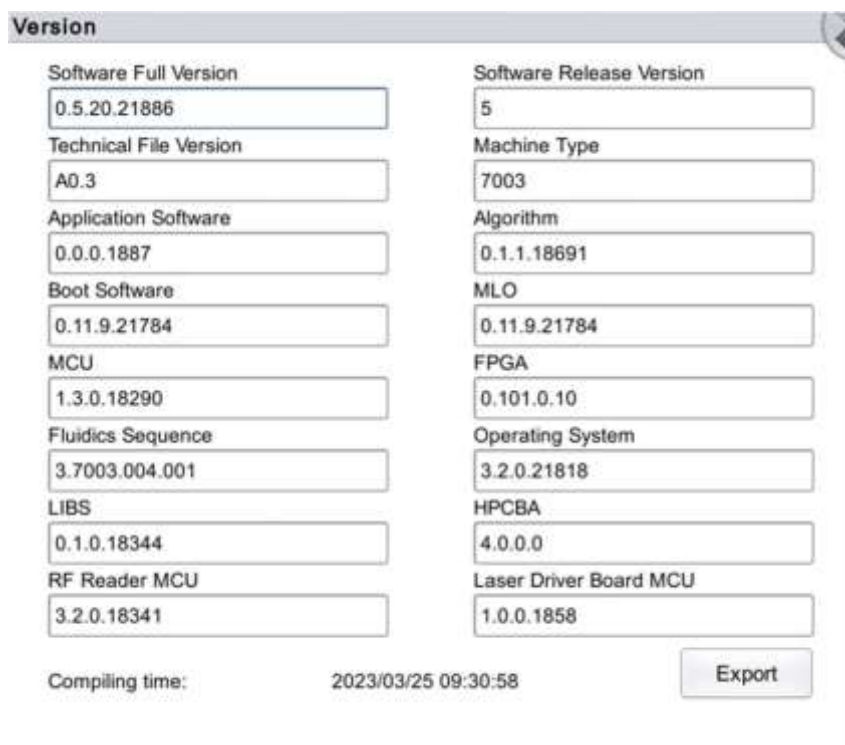 Version
Software Full Version
Software Release Version
0.5.20.21886
5
Technical File Version
Machine Type
A0.3
7003
Application Software
Algorithm
0.0.0.1887
0.1.1.18691
Boot Software
MLO
0.11.9.21784
0.11.9.21784
MCU
FPGA
1.3.0.18290
0.101.0.10
Fluidics Sequence
Operating System
3.7003.004.001
3.2.0.21818
LIBS
HPCBA
0.1.0.18344
4.0.0.0
RF Reader MCU
Laser Driver Board MCU
3.2.0.18341
1.0.0.1858
Compiling time: 2023/03/25 09:30:58
Export